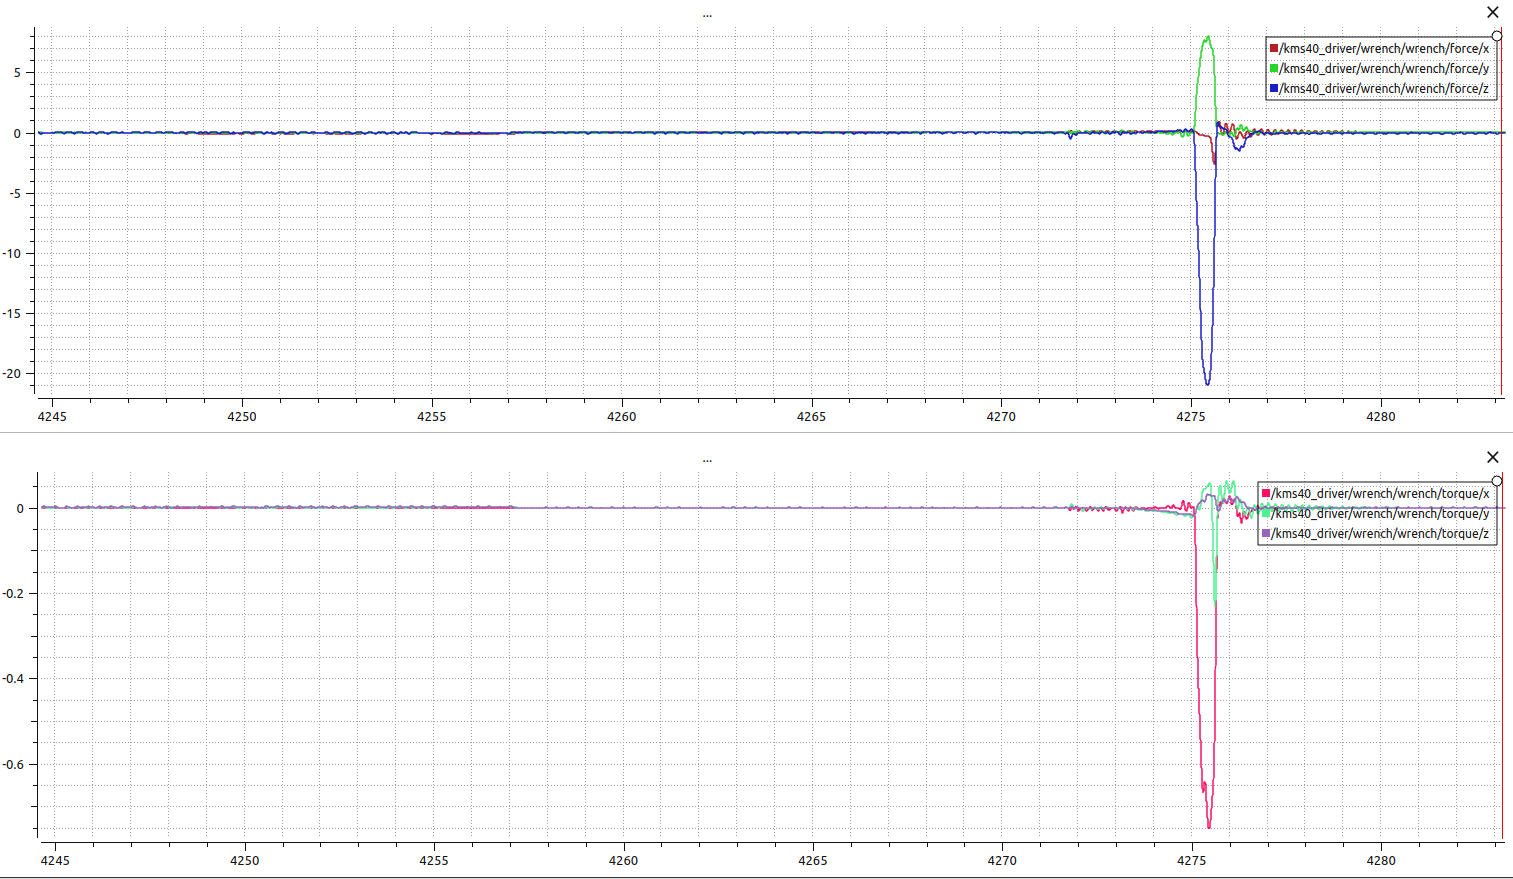 ...
/kms40_driver/wrench/wrench/force/x
/kms40_driver/wrench/wrench/force/y
/kms40_driver/wrench/wrench/force/z
5
0
-5
-10
-15
-20
4245 4250 4255 4260 4265 4270 4275 4280
...
/kms40_driver/wrench/wrench/torque/x
/kms40_driver/wrench/wrench/torque/y
/kms40_driver/wrench/wrench/torque/z
0
-0.2
-0.4
-0.6
4245 4250 4255 4260 4265 4270 4275 4280